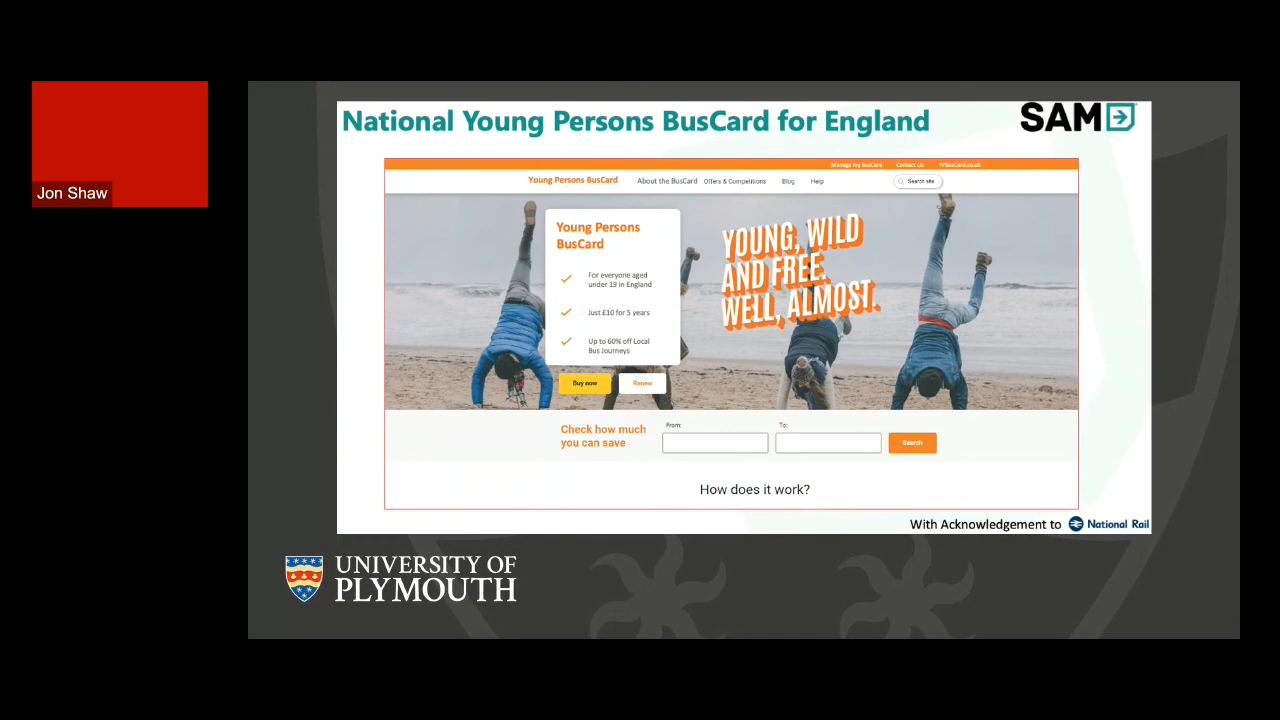 Jon Shaw
National Young Persons BusCard for England
SAM
Manage my BusCard Contact Us YPBusCard.co.uk
Young Persons BusCard About the BusCard Offers & Competitions Blog Help Search site
Young Persons
BusCard
For everyone aged
under 19 in England
Just £10 for 5 years
Up to 60% off Local
Bus Journeys
Buy now Renew
YOUNG, WILD
AND FREE.
WELL, ALMOST.
Check how much
you can save
From:
To:
Search
How does it work?
With Acknowledgement to National Rail
UNIVERSITY OF
PLYMOUTH